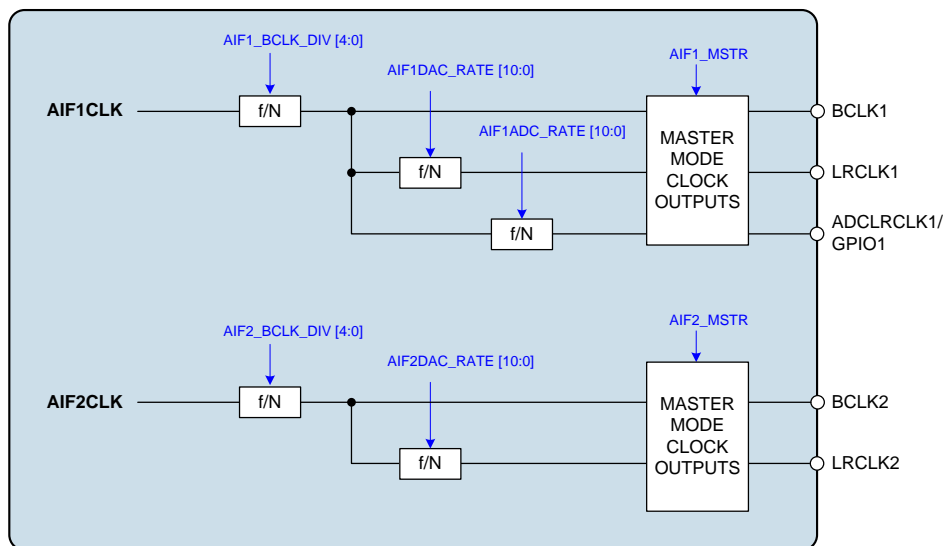 AIF1_BCLK_DIV [4:0]
AIF1DAC_RATE [10:0]
AIF1_MSTR
AIF1CLK
f/N
BCLK1
AIF1ADC_RATE [10:0]
MASTER
MODE
CLOCK
OUTPUTS
f/N
LRCLK1
f/N
ADCLRCLK1/
GPIO1
AIF2_BCLK_DIV [4:0]
AIF2DAC_RATE [10:0]
AIF2_MSTR
AIF2CLK
f/N
BCLK2
MASTER
MODE
CLOCK
OUTPUTS
f/N
LRCLK2